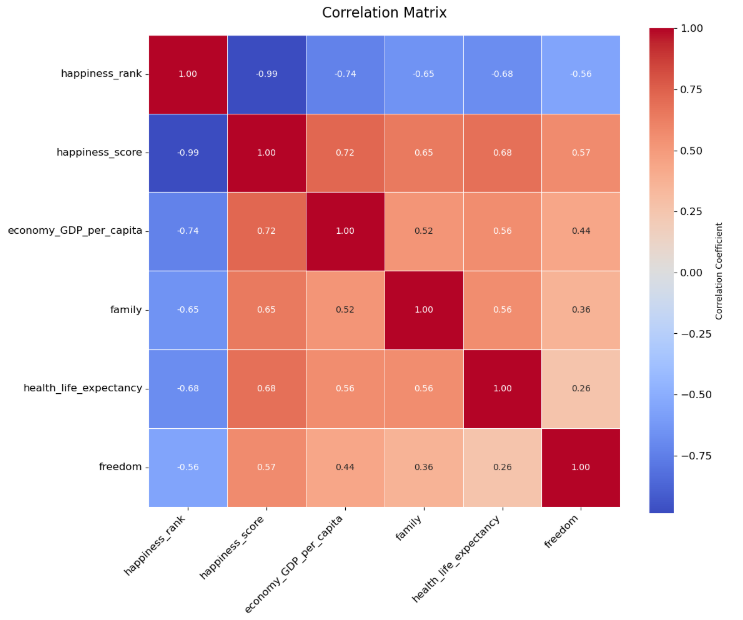 Correlation Matrix
happiness_rank 1.00 -0.99 -0.74 -0.65 -0.68 -0.56
happiness_score -0.99 1.00 0.72 0.65 0.68 0.57
economy_GDP_per_capita -0.74 0.72 1.00 0.52 0.56 0.44
family -0.65 0.65 0.52 1.00 0.56 0.36
health_life_expectancy -0.68 0.68 0.56 0.56 1.00 0.26
freedom -0.56 0.57 0.44 0.36 0.26 1.00
happiness_rank
happiness_score
economy_GDP_per_capita
family
health_life_expectancy
freedom
1.00
0.75
0.50
0.25
0.00
−0.25
−0.50
−0.75
Correlation Coefficient